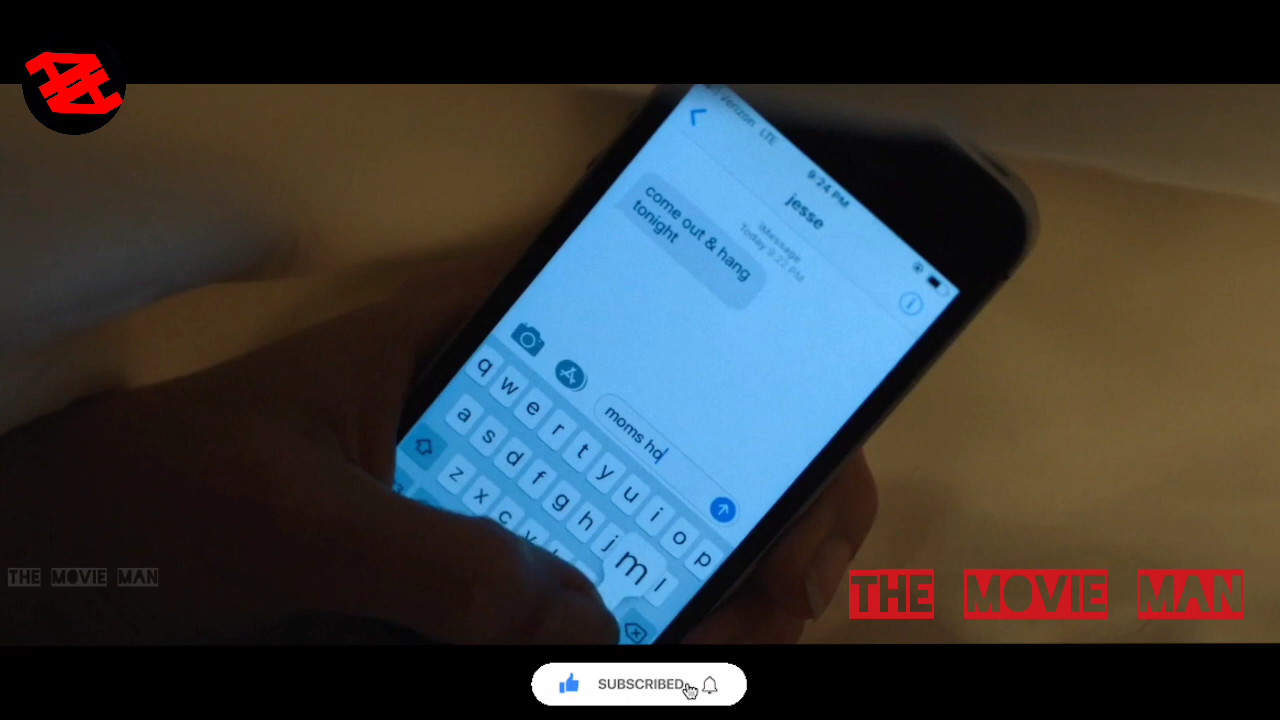 verizon LTE
9:24 PM
jesse
iMessage
Today 9:22 PM
come out & hang
tonight
moms ho
q w e r t y u i o p
a s d f g h j l
z x c v m
THE MOVIE MAN
THE MOVIE MAN
SUBSCRIBED